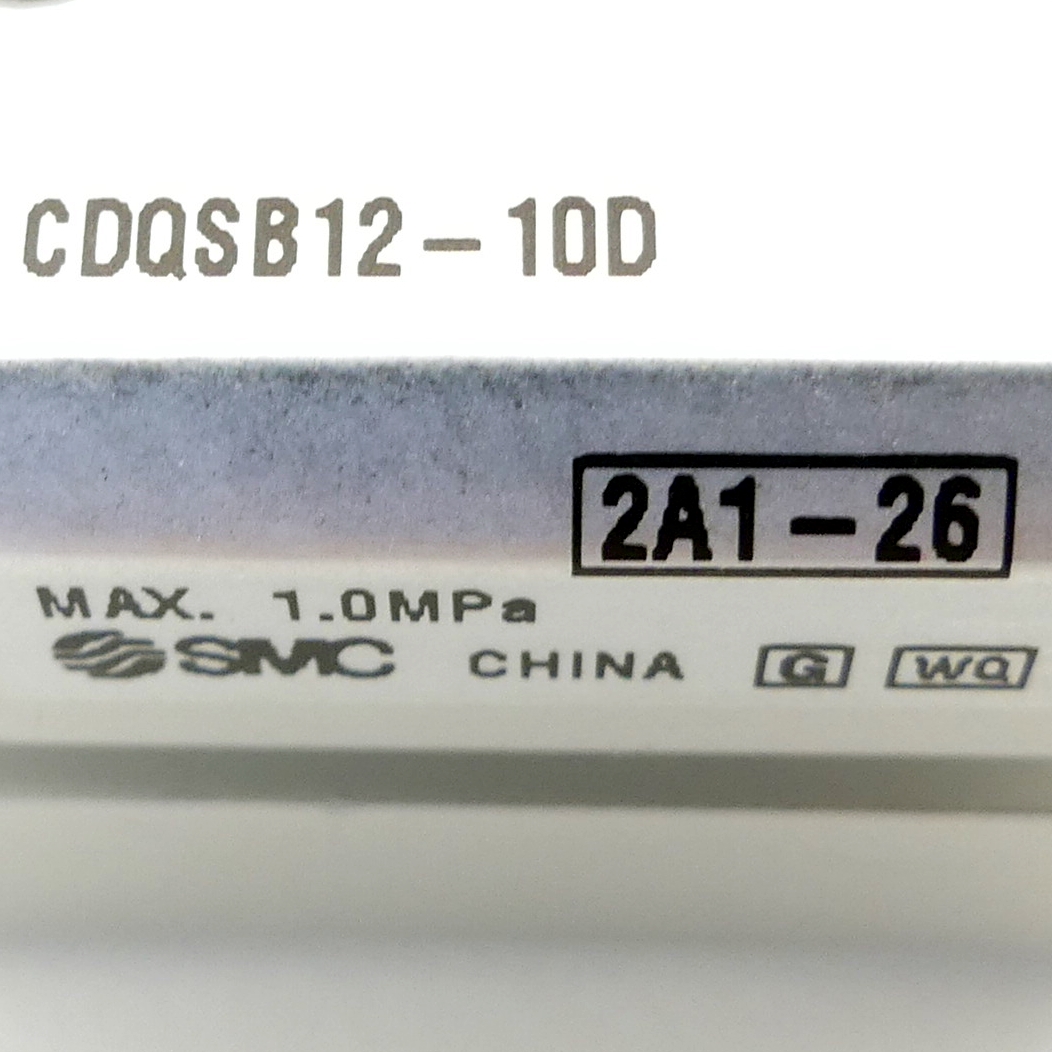 CDQSB12-10D
2A1-26
MAX. 1.0MPa
SMC CHINA G WQ